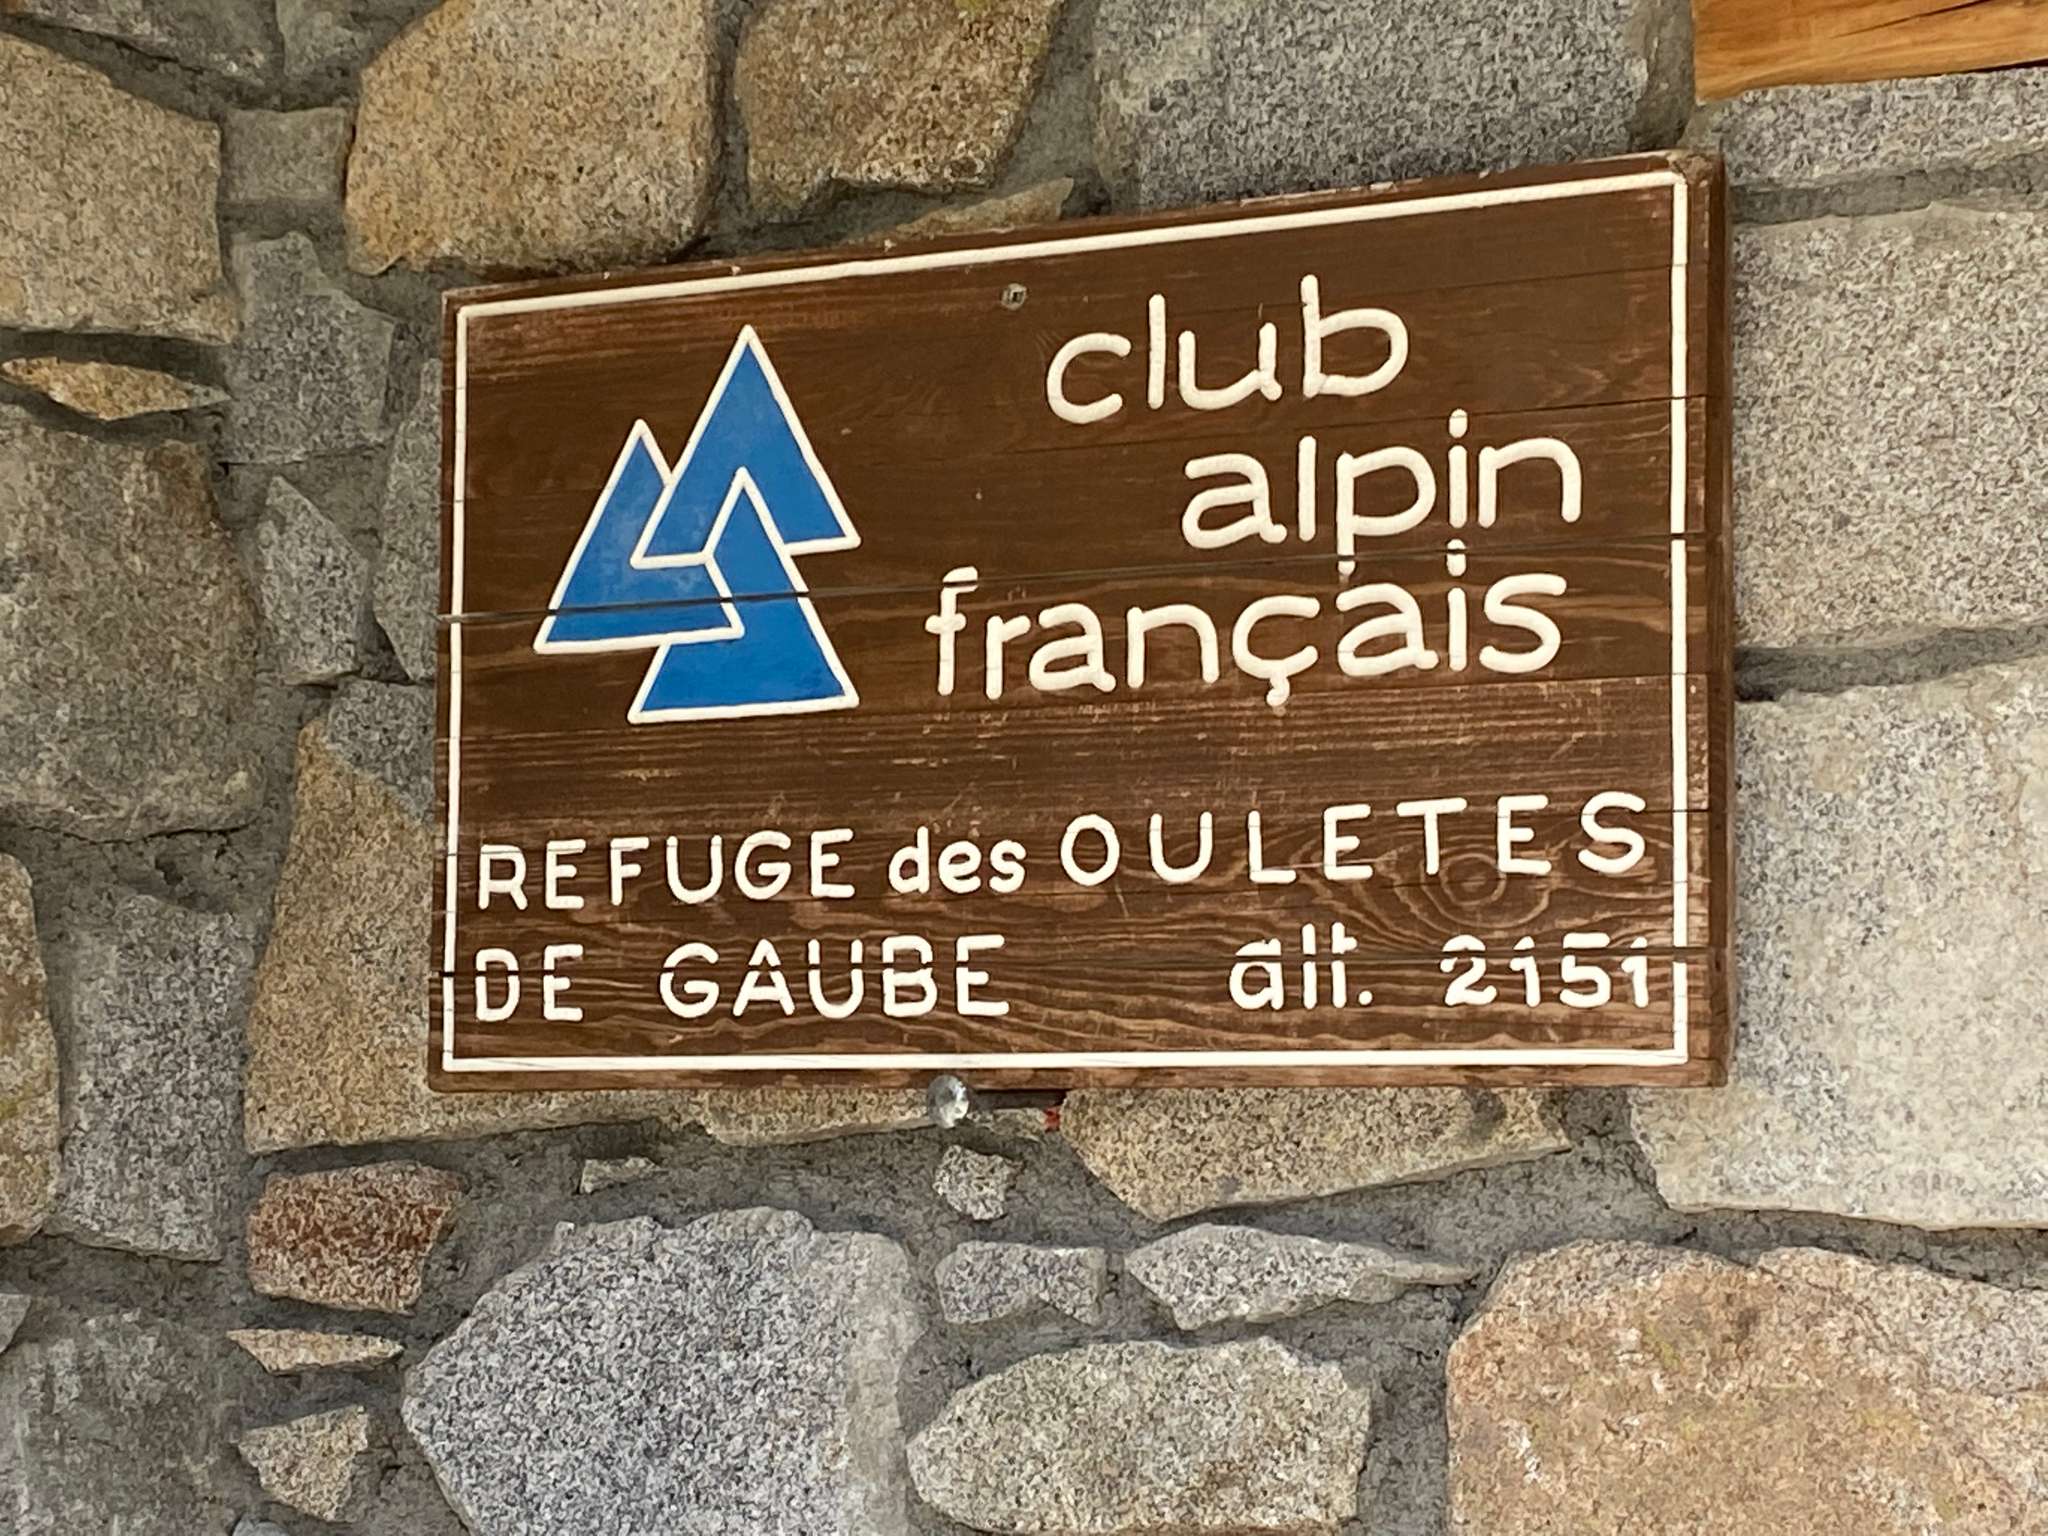 club
alpin
français
REFUGE des OULETES
DE GAUBE alt. 2151